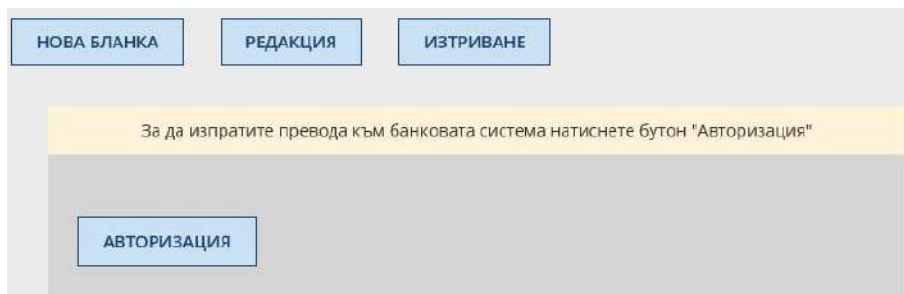 НОВА БЛАНКА РЕДАКЦИЯ ИЗТРИВАНЕ
За да изпратите превода към банковата система натиснете бутон "Авторизация"
АВТОРИЗАЦИЯ